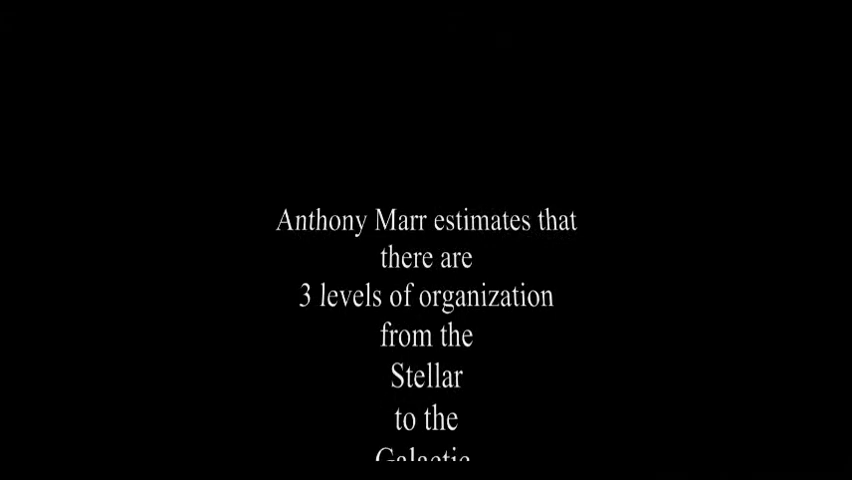 Anthony Marr estimates that
there are
3 levels of organization
from the
Stellar
to the
Galactic